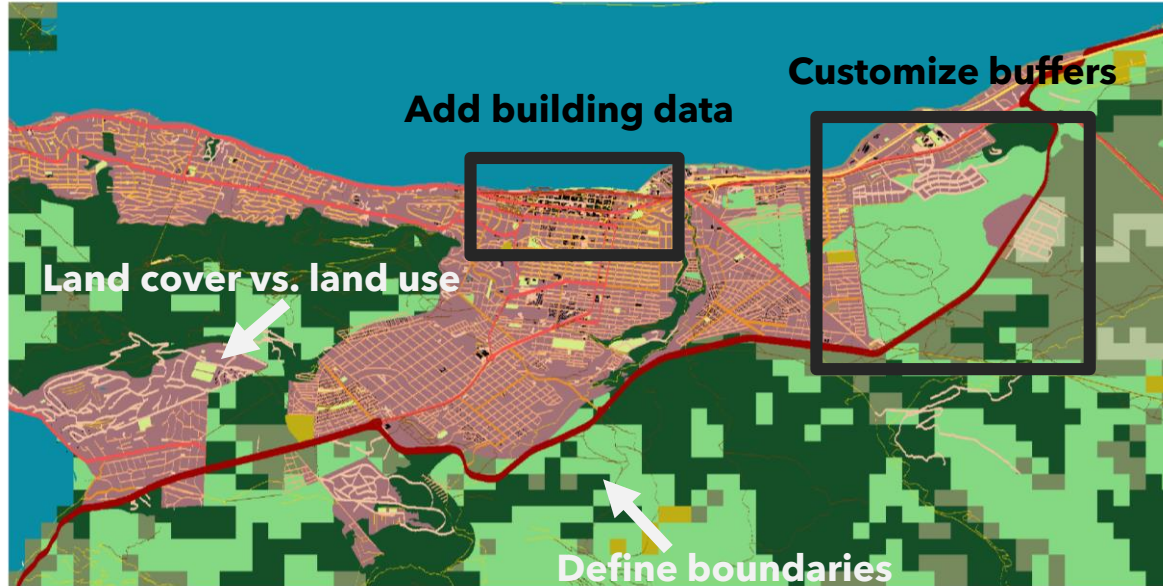 Customize buffers
Add building data
Land cover vs. land use
Define boundaries